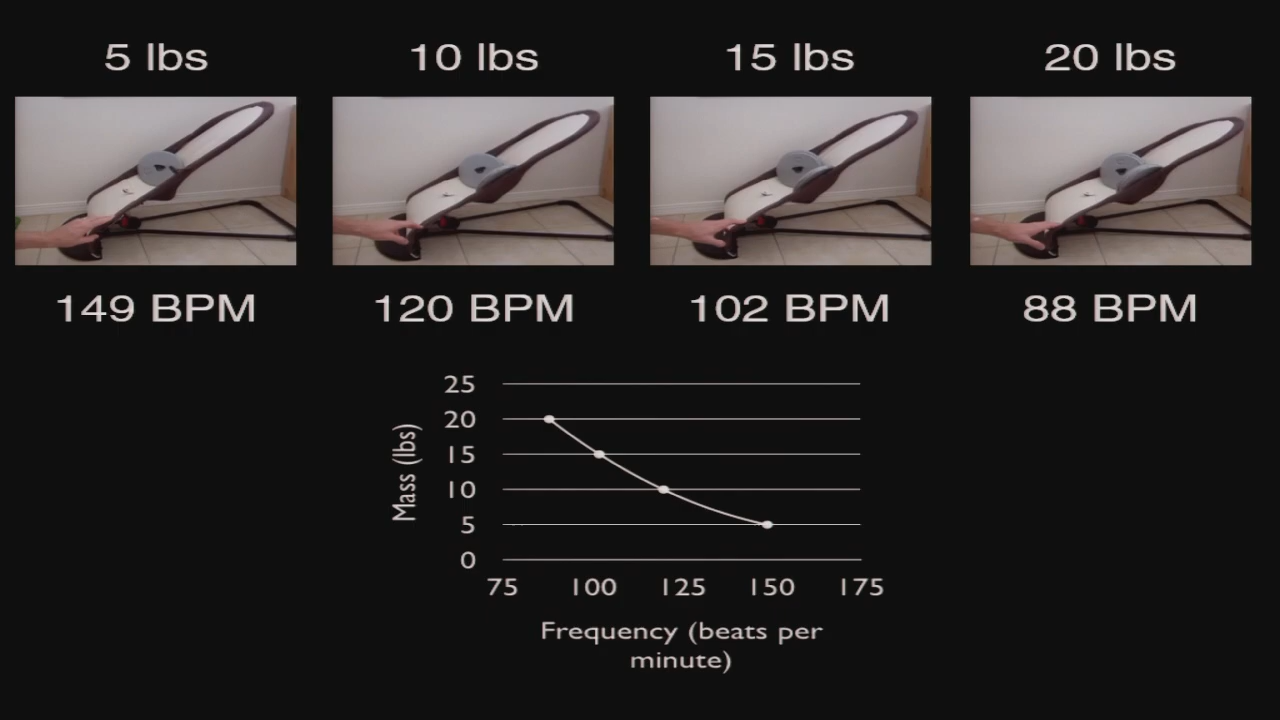 5 lbs
10 lbs
15 lbs
20 lbs
149 BPM
120 BPM
102 BPM
88 BPM
25
20
15
10
5
0
Mass (lbs)
75 100 125 150 175
Frequency (beats per
minute)